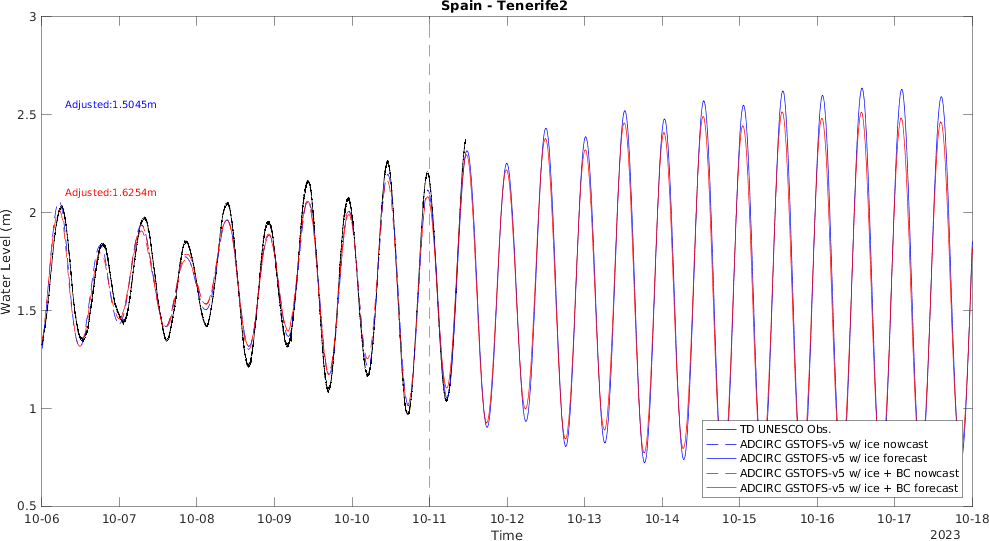 Spain - Tenerife2
3
2.5
2
1.5
1
0.5
Water Level (m)
Adjusted:1.5045m
Adjusted:1.6254m
TD UNESCO Obs.
ADCIRC GSTOFS-v5 w/ ice nowcast
ADCIRC GSTOFS-v5 w/ ice forecast
ADCIRC GSTOFS-v5 w/ ice + BC nowcast
ADCIRC GSTOFS-v5 w/ ice + BC forecast
10-06 10-07 10-08 10-09 10-10 10-11 10-12 10-13 10-14 10-15 10-16 10-17 10-18
Time
2023